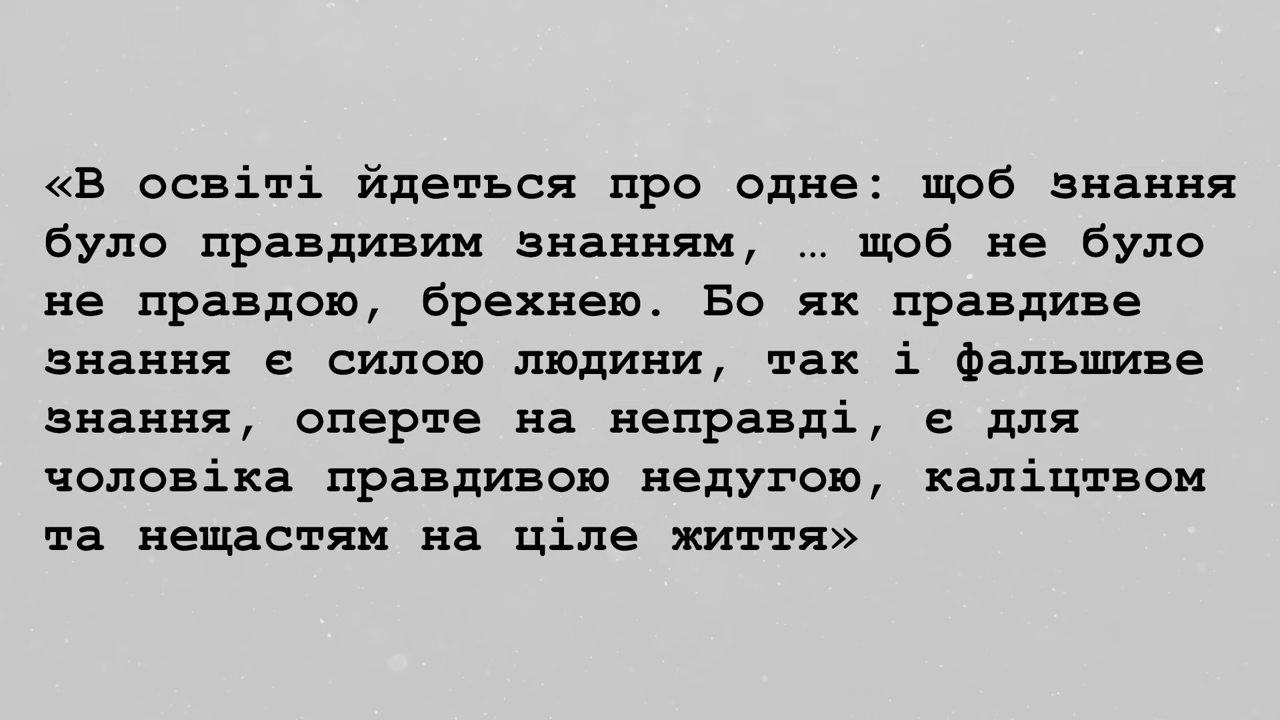 «В освіті йдеться про одне: щоб знання
було правдивим знанням, … щоб не було
не правдою, брехнею. Бо як правдиве
знання є силою людини, так і фальшиве
знання, оперте на неправді, є для
чоловіка правдивою недугою, каліцтвом
та нещастям на ціле життя»